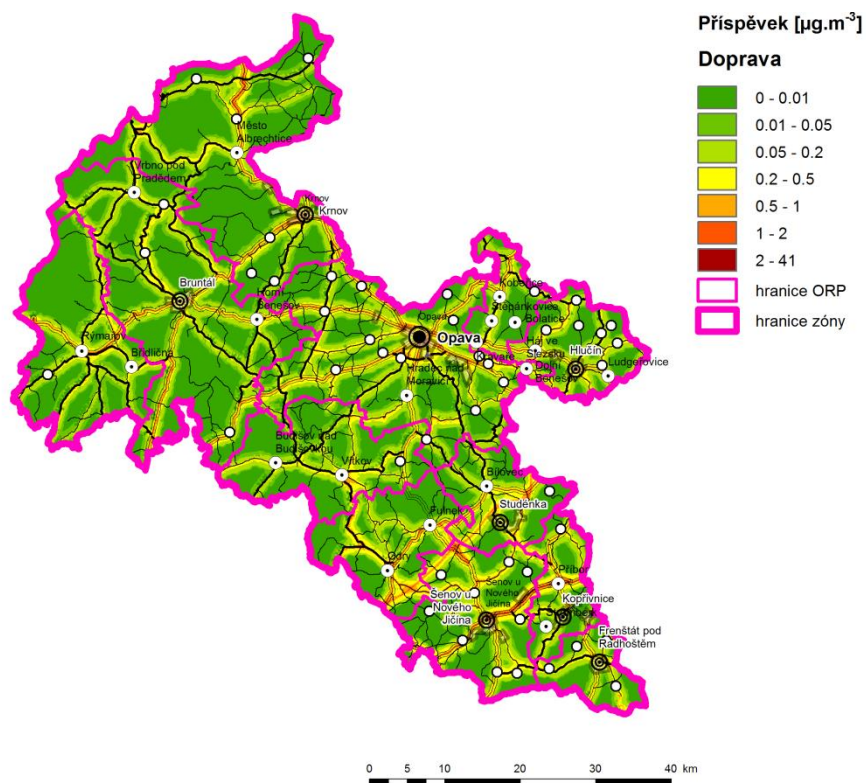 Příspěvek [µg.m⁻³]
Doprava
0 - 0.01
0.01 - 0.05
0.05 - 0.2
0.2 - 0.5
0.5 - 1
1 - 2
2 - 41
hranice ORP
hranice zóny
Město
Albrechtice
Vrbno pod
Pradědem
Krnov
Krnov
Bruntál
Horní
Benešov
Rýmařov
Břidličná
Opava
Opava
Kobeřice
Štěpánkovice
Bolatice
Kravaře
Háj ve
Slezsku
Dolní
Benešov
Hlučín
Ludgeřovice
Hradec nad
Moravicí
Budišov nad
Budišovkou
Vítkov
Bílovec
Studénka
Fulnek
Odry
Příbor
Šenov u
Nového
Jičína
Šenov u
Nového
Jičína
Kopřivnice
Frenštát pod
Radhoštěm
0 5 10 20 30 40 km